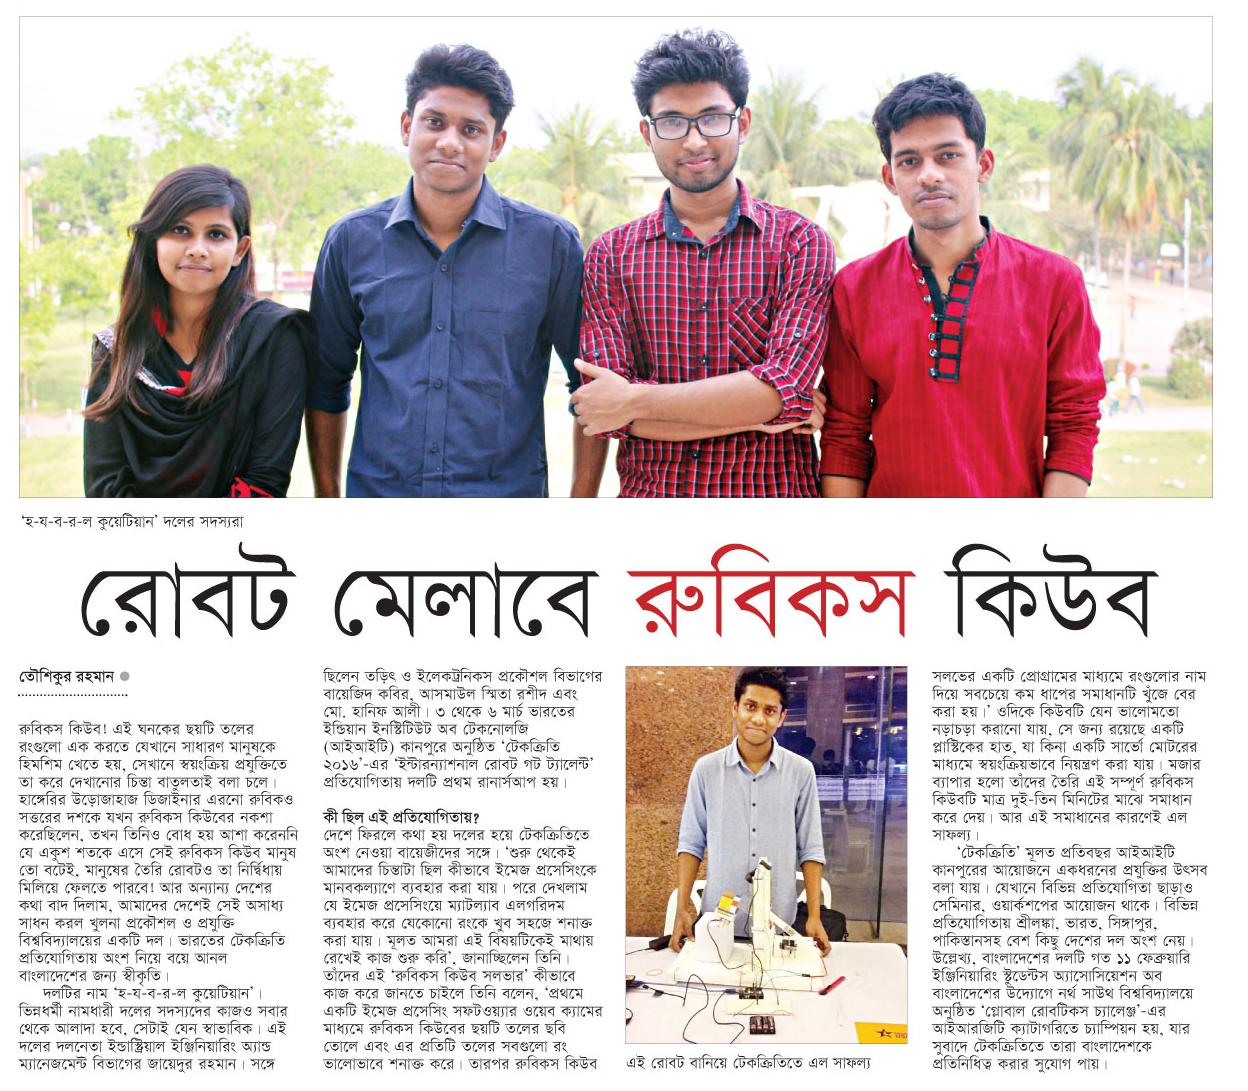 ‘হ-য-ব-র-ল কুয়েটিয়ান’ দলের সদস্যরা
রোবট মেলাবে রুবিকস কিউব
তৌশিকুর রহমান
রুবিকস কিউব! এই ঘনকের ছয়টি তলের
রংগুলো এক করতে যেখানে সাধারণ মানুষকে
হিমশিম খেতে হয়, সেখানে স্বয়ংক্রিয় প্রযুক্তিতে
তা করে দেখানোর চিন্তা বাতুলতাই বলা চলে।
হাঙ্গেরির উড়োজাহাজ ডিজাইনার এরনো রুবিকও
সত্তরের দশকে যখন রুবিকস কিউবের নকশা
করেছিলেন, তখন তিনিও বোধ হয় আশা করেননি
যে একুশ শতকে এসে সেই রুবিকস কিউব মানুষ
তো বটেই, মানুষের তৈরি রোবটও তা নির্দ্বিধায়
মিলিয়ে ফেলতে পারবে! আর অন্যান্য দেশের
কথা বাদ দিলাম, আমাদের দেশেই সেই অসাধ্য
সাধন করল খুলনা প্রকৌশল ও প্রযুক্তি
বিশ্ববিদ্যালয়ের একটি দল। ভারতের টেকক্রিতি
প্রতিযোগিতায় অংশ নিয়ে বয়ে আনল
বাংলাদেশের জন্য স্বীকৃতি।
দলটির নাম ‘হ-য-ব-র-ল কুয়েটিয়ান’।
ভিন্নধর্মী নামধারী দলের সদস্যদের কাজও সবার
থেকে আলাদা হবে, সেটাই যেন স্বাভাবিক। এই
দলের দলনেতা ইন্ডাস্ট্রিয়াল ইঞ্জিনিয়ারিং অ্যান্ড
ম্যানেজমেন্ট বিভাগের জায়েদুর রহমান। সঙ্গে
ছিলেন তড়িৎ ও ইলেকট্রনিকস প্রকৌশল বিভাগের
বায়েজিদ কবির, আসমাউল স্মিতা রশীদ এবং
মো. হানিফ আলী। ৩ থেকে ৬ মার্চ ভারতের
ইন্ডিয়ান ইনস্টিটিউট অব টেকনোলজি
(আইআইটি) কানপুরে অনুষ্ঠিত ‘টেকক্রিতি
২০১৬’-এর ‘ইন্টারন্যাশনাল রোবট গট ট্যালেন্ট’
প্রতিযোগিতায় দলটি প্রথম রানার্সআপ হয়।
কী ছিল এই প্রতিযোগিতায়?
দেশে ফিরলে কথা হয় দলের হয়ে টেকক্রিতিতে
অংশ নেওয়া বায়েজীদের সঙ্গে। ‘শুরু থেকেই
আমাদের চিন্তাটা ছিল কীভাবে ইমেজ প্রসেসিংকে
মানবকল্যাণে ব্যবহার করা যায়। পরে দেখলাম
যে ইমেজ প্রসেসিংয়ে ম্যাটল্যাব এলগরিদম
ব্যবহার করে যেকোনো রংকে খুব সহজে শনাক্ত
করা যায়। মূলত আমরা এই বিষয়টিকেই মাথায়
রেখেই কাজ শুরু করি’, জানাচ্ছিলেন তিনি।
তাঁদের এই ‘রুবিকস কিউব সলভার’ কীভাবে
কাজ করে জানতে চাইলে তিনি বলেন, ‘প্রথমে
একটি ইমেজ প্রসেসিং সফটওয়্যার ওয়েব ক্যামের
মাধ্যমে রুবিকস কিউবের ছয়টি তলের ছবি
তোলে এবং এর প্রতিটি তলের সবগুলো রং
ভালোভাবে শনাক্ত করে। তারপর রুবিকস কিউব
এই রোবট বানিয়ে টেকক্রিতিতে এল সাফল্য
সলভের একটি প্রোগ্রামের মাধ্যমে রংগুলোর নাম
দিয়ে সবচেয়ে কম ধাপের সমাধানটি খুঁজে বের
করা হয়।’ ওদিকে কিউবটি যেন ভালোমতো
নড়াচড়া করানো যায়, সে জন্য রয়েছে একটি
প্লাস্টিকের হাত, যা কিনা একটি সার্ভো মোটরের
মাধ্যমে স্বয়ংক্রিয়ভাবে নিয়ন্ত্রণ করা যায়। মজার
ব্যাপার হলো তাঁদের তৈরি এই সম্পূর্ণ রুবিকস
কিউবটি মাত্র দুই-তিন মিনিটের মাঝে সমাধান
করে দেয়। আর এই সমাধানের কারণেই এল
সাফল্য।
‘টেকক্রিতি’ মূলত প্রতিবছর আইআইটি
কানপুরের আয়োজনে একধরনের প্রযুক্তির উৎসব
বলা যায়। যেখানে বিভিন্ন প্রতিযোগিতা ছাড়াও
সেমিনার, ওয়ার্কশপের আয়োজন থাকে। বিভিন্ন
প্রতিযোগিতায় শ্রীলঙ্কা, ভারত, সিঙ্গাপুর,
পাকিস্তানসহ বেশ কিছু দেশের দল অংশ নেয়।
উল্লেখ্য, বাংলাদেশের দলটি গত ১১ ফেব্রুয়ারি
ইঞ্জিনিয়ারিং স্টুডেন্টস অ্যাসোসিয়েশন অব
বাংলাদেশের উদ্যোগে নর্থ সাউথ বিশ্ববিদ্যালয়ে
অনুষ্ঠিত ‘গ্লোবাল রোবটিকস চ্যালেঞ্জ’-এর
আইআরজিটি ক্যাটাগরিতে চ্যাম্পিয়ন হয়, যার
সুবাদে টেকক্রিতিতে তারা বাংলাদেশকে
প্রতিনিধিত্ব করার সুযোগ পায়।